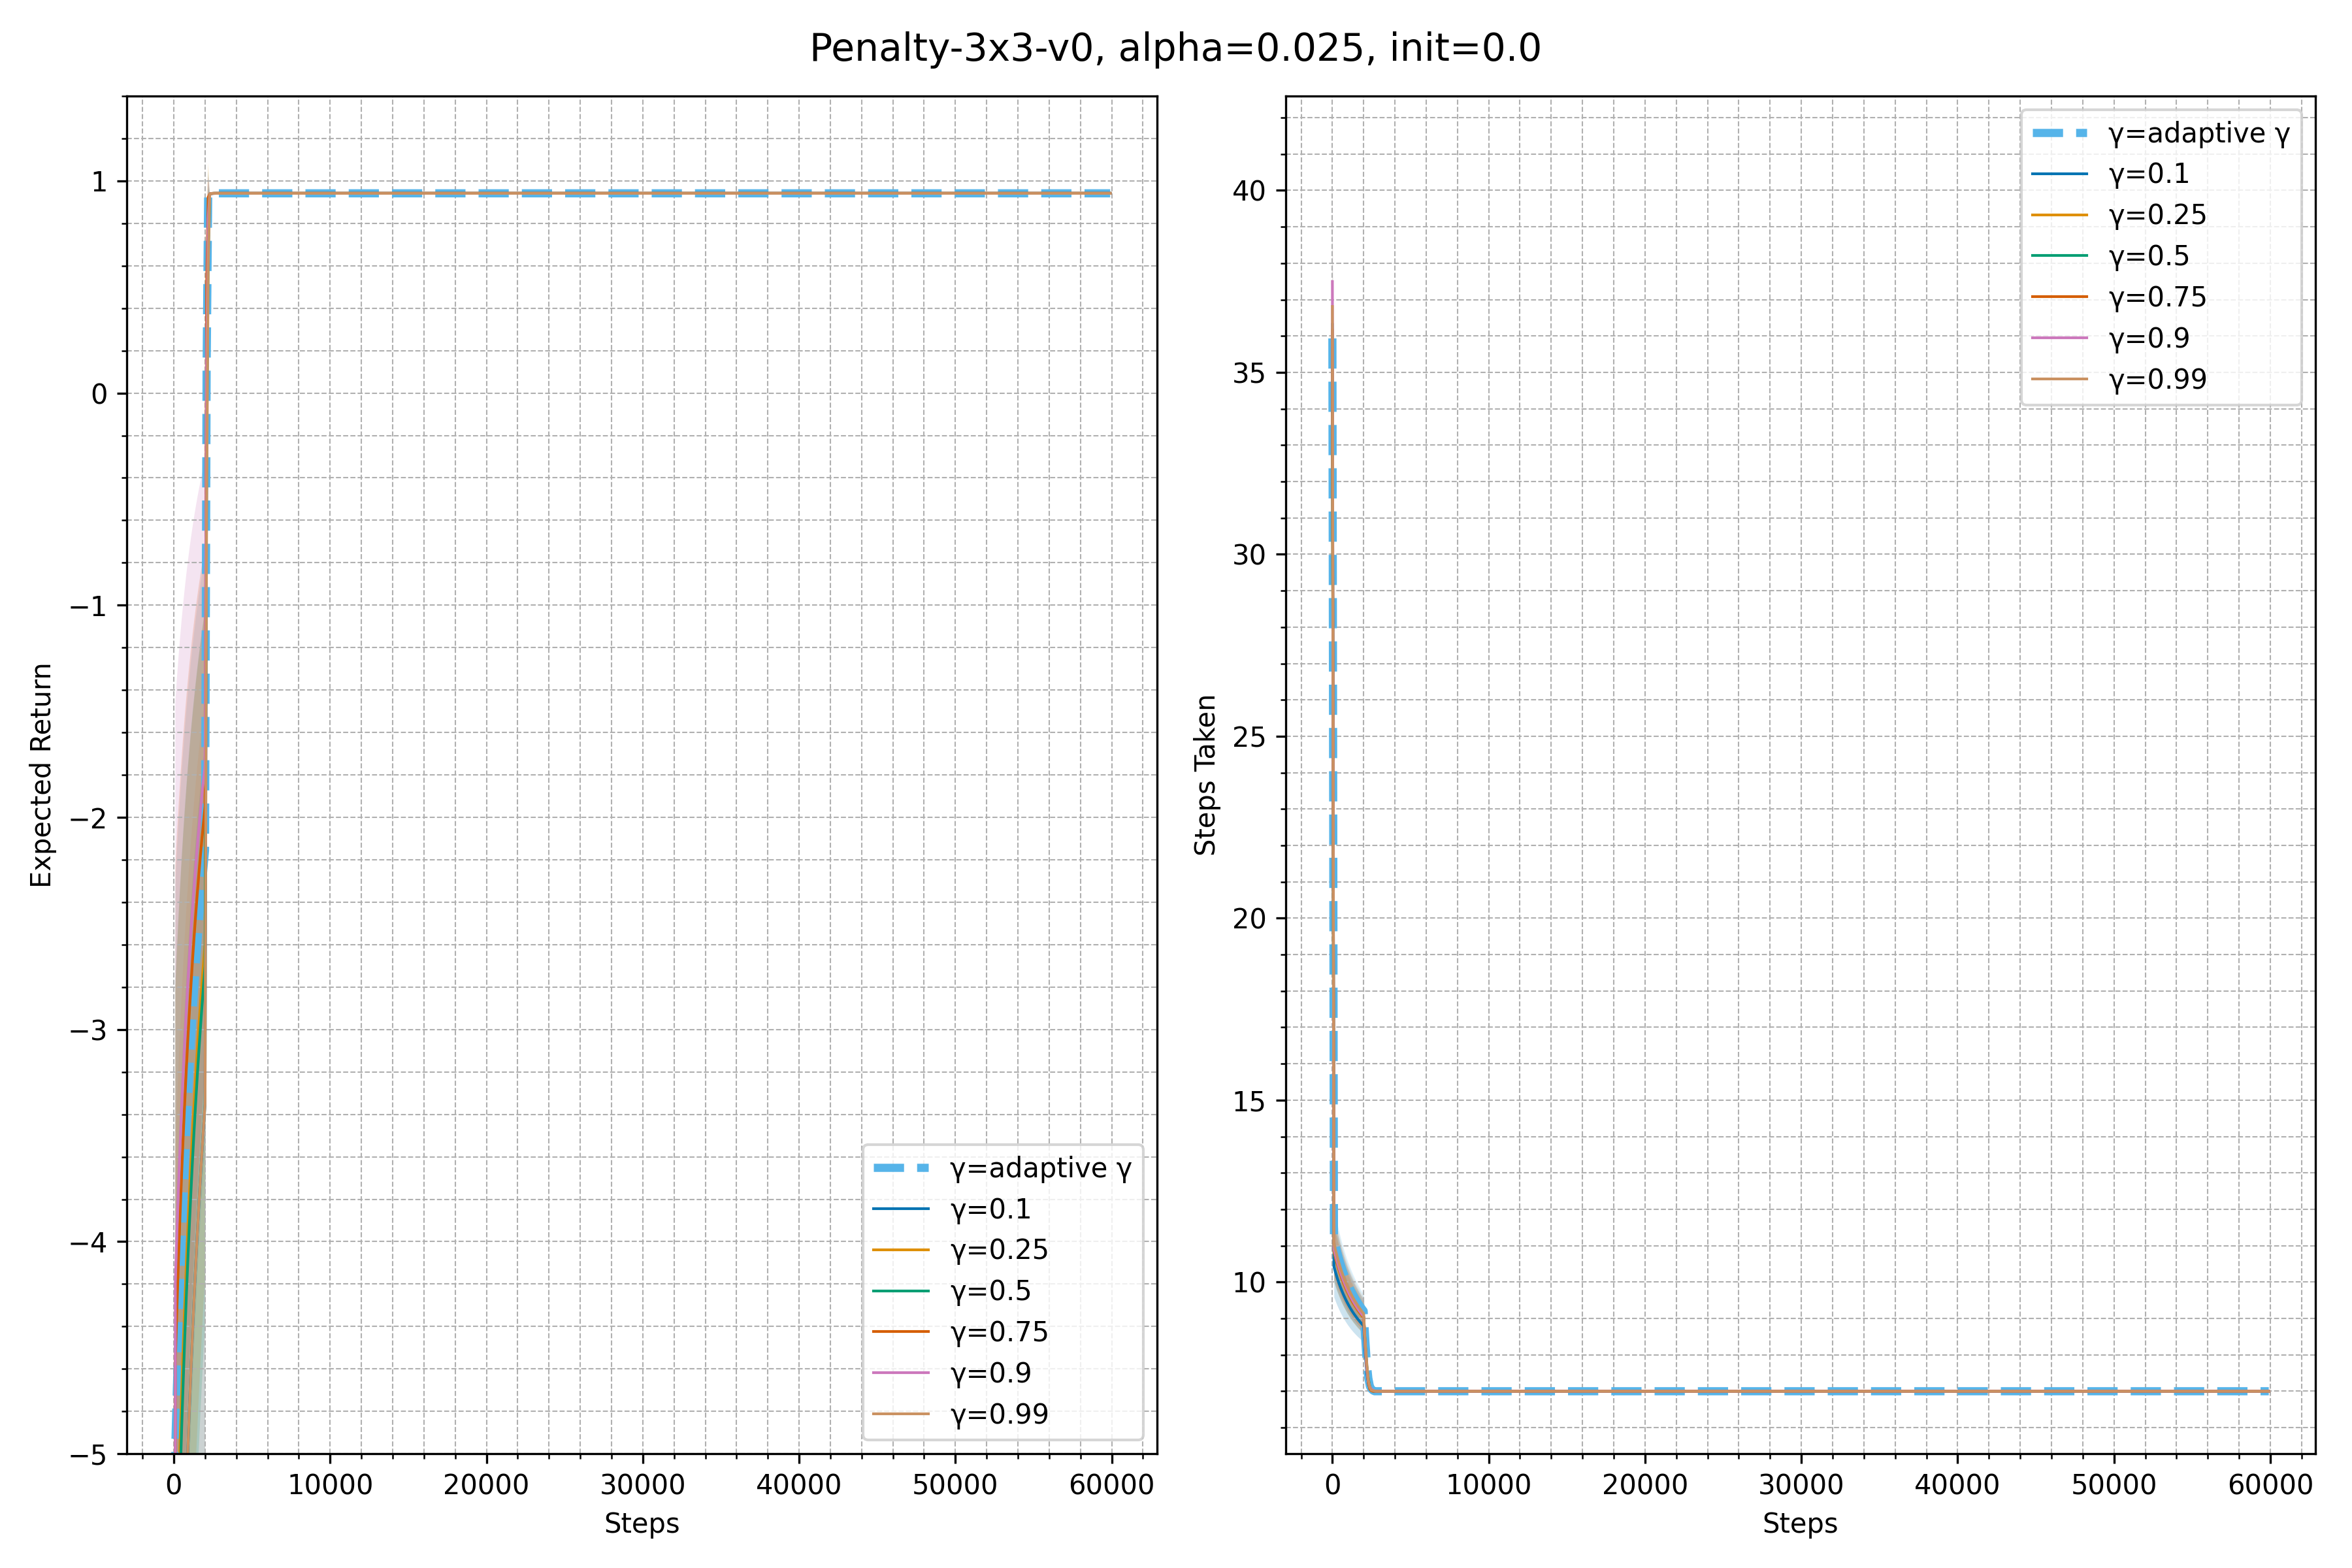 Penalty-3x3-v0, alpha=0.025, init=0.0
Expected Return
1
0
−1
−2
−3
−4
−5
0 10000 20000 30000 40000 50000 60000
Steps
γ=adaptive γ
γ=0.1
γ=0.25
γ=0.5
γ=0.75
γ=0.9
γ=0.99
Steps Taken
40
35
30
25
20
15
10
0 10000 20000 30000 40000 50000 60000
Steps
γ=adaptive γ
γ=0.1
γ=0.25
γ=0.5
γ=0.75
γ=0.9
γ=0.99